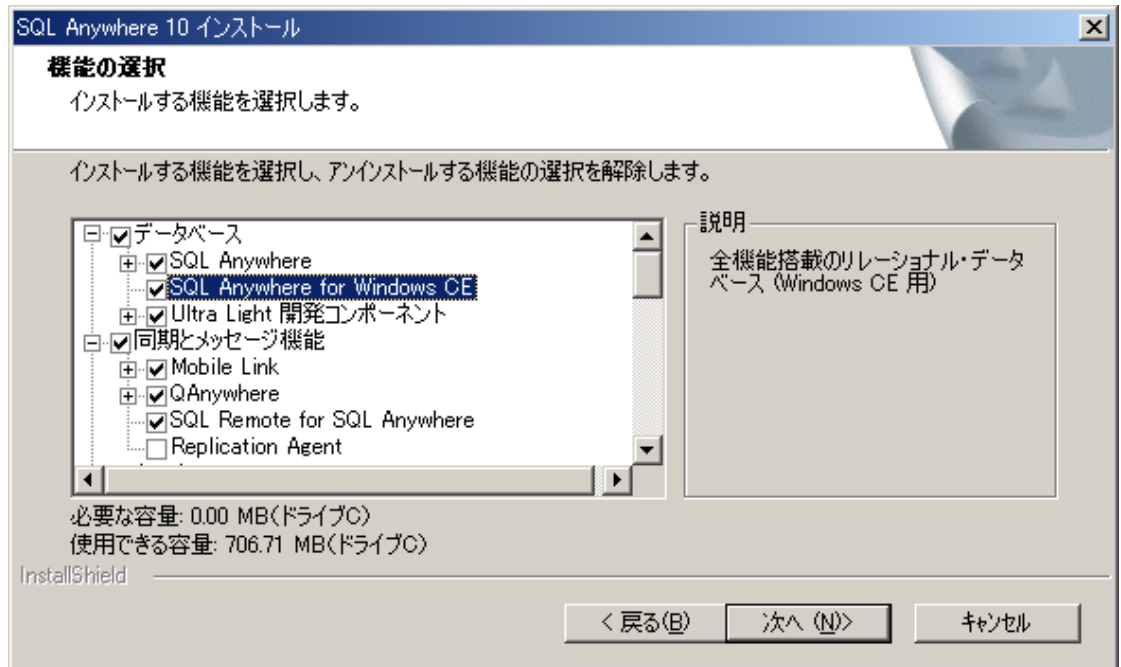 SQL Anywhere 10 インストール
機能の選択
インストールする機能を選択します。
インストールする機能を選択し、アンインストールする機能の選択を解除します。
データベース
SQL Anywhere
SQL Anywhere for Windows CE
Ultra Light 開発コンポーネント
同期とメッセージ機能
Mobile Link
QAnywhere
SQL Remote for SQL Anywhere
Replication Agent
説明
全機能搭載のリレーショナル・データ
ベース (Windows CE 用)
必要な容量: 0.00 MB(ドライブC)
使用できる容量: 706.71 MB(ドライブC)
InstallShield
< 戻る(B)
次へ (N)>
キャンセル